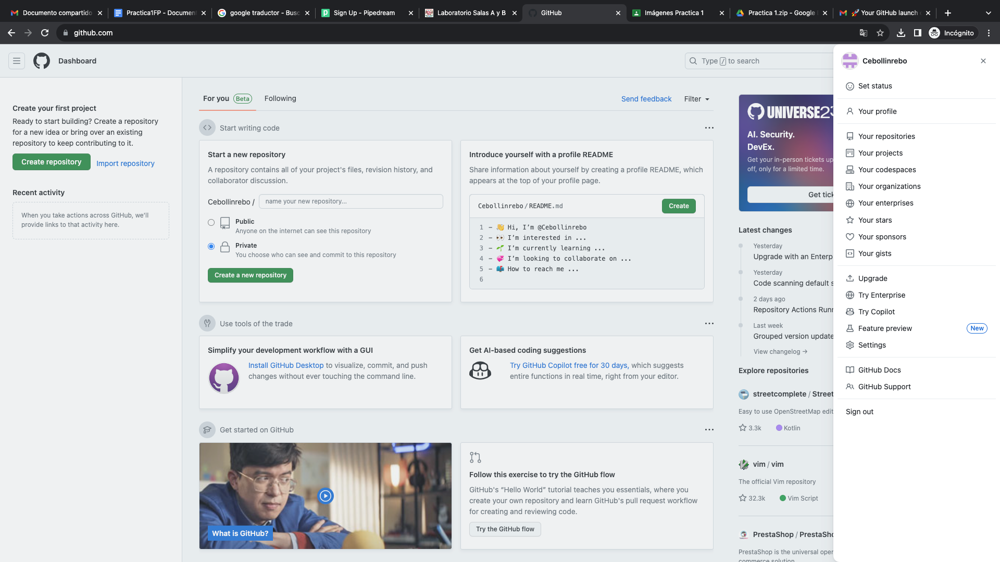 Documento compartido
Practica1FP - Document
google traductor - Busc
Sign Up - Pipedream
Laboratorio Salas A y B
GitHub
Imágenes Practica 1
Practica 1.zip - Google
🚀 Your GitHub launch
github.com
Incógnito
Dashboard
Type / to search
Create your first project
Ready to start building? Create a repository
for a new idea or bring over an existing
repository to keep contributing to it.
Create repository
Import repository
Recent activity
When you take actions across GitHub, we’ll
provide links to that activity here.
For you Beta
Following
Send feedback
Filter
Start writing code
Start a new repository
A repository contains all of your project's files, revision history, and
collaborator discussion.
Cebollinrebo /
name your new repository...
Public
Anyone on the internet can see this repository
Private
You choose who can see and commit to this repository
Create a new repository
Introduce yourself with a profile README
Share information about yourself by creating a profile README, which
appears at the top of your profile page.
Cebollinrebo/README.md
Create
1 - 👋 Hi, I’m @Cebollinrebo
2 - 👀 I’m interested in ...
3 - 🌱 I’m currently learning ...
4 - 💞️ I’m looking to collaborate on ...
5 - 📫 How to reach me ...
6
Use tools of the trade
Simplify your development workflow with a GUI
Install GitHub Desktop to visualize, commit, and push
changes without ever touching the command line.
Get AI-based coding suggestions
Try GitHub Copilot free for 30 days, which suggests
entire functions in real time, right from your editor.
Get started on GitHub
What is GitHub?
Follow this exercise to try the GitHub flow
GitHub's “Hello World” tutorial teaches you essentials, where you
create your own repository and learn GitHub's pull request workflow
for creating and reviewing code.
Try the GitHub flow
UNIVERSE23
AI. Security.
DevEx.
Get your in-person tickets up
off, only for a limited time.
Get tick
Latest changes
Yesterday
Upgrade with an Enterp
Yesterday
Code scanning default s
2 days ago
Repository Actions Runn
Last week
Grouped version update
View changelog →
Explore repositories
streetcomplete / Street
Easy to use OpenStreetMap edit
3.3k
Kotlin
vim / vim
The official Vim repository
32.3k
Vim Script
PrestaShop / PrestaSho
PrestaShop is the universal open
commerce solution
Cebollinrebo
Set status
Your profile
Your repositories
Your projects
Your codespaces
Your organizations
Your enterprises
Your stars
Your sponsors
Your gists
Upgrade
Try Enterprise
Try Copilot
Feature preview
New
Settings
GitHub Docs
GitHub Support
Sign out